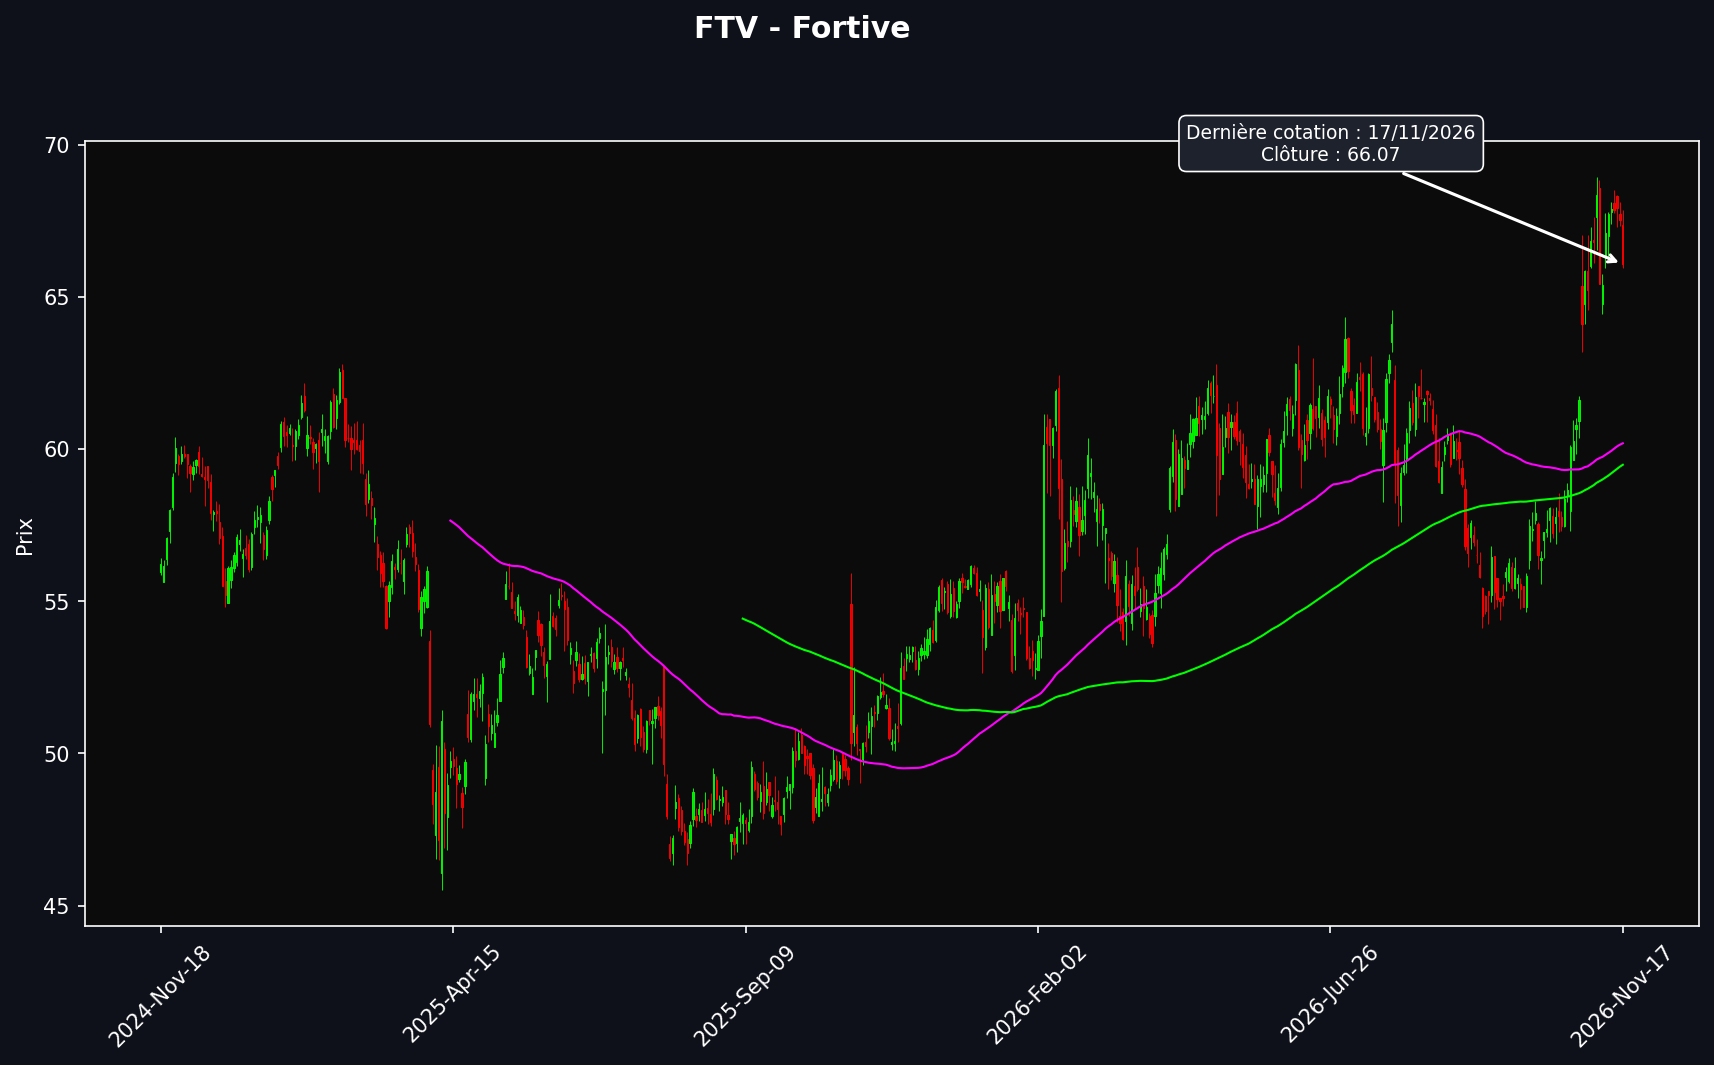 FTV - Fortive
Dernière cotation : 17/11/2026
Clôture : 66.07
70
65
60
55
50
45
Prix
2024-Nov-18
2025-Apr-15
2025-Sep-09
2026-Feb-02
2026-Jun-26
2026-Nov-17